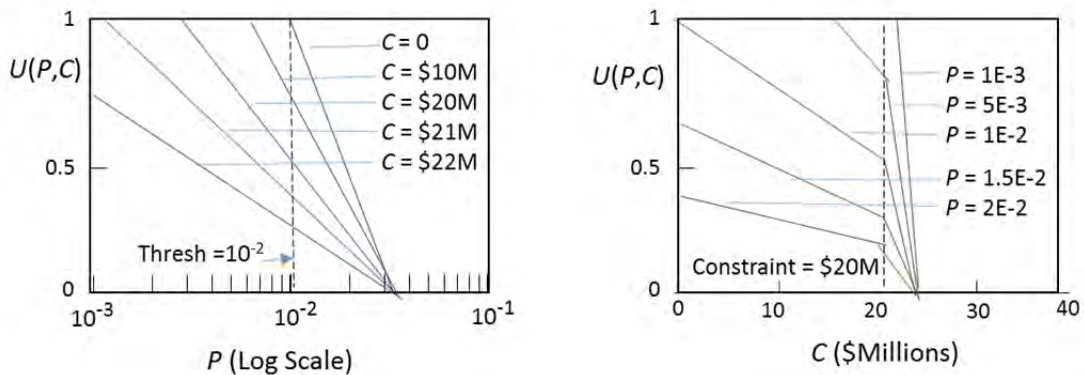 1
U(P,C)
0.5
0
C = 0
C = $10M
C = $20M
C = $21M
C = $22M
Thresh =10⁻²
10⁻³
10⁻²
10⁻¹
P (Log Scale)
1
U(P,C)
0.5
0
P = 1E-3
P = 5E-3
P = 1E-2
P = 1.5E-2
P = 2E-2
Constraint = $20M
0
10
20
30
40
C ($Millions)